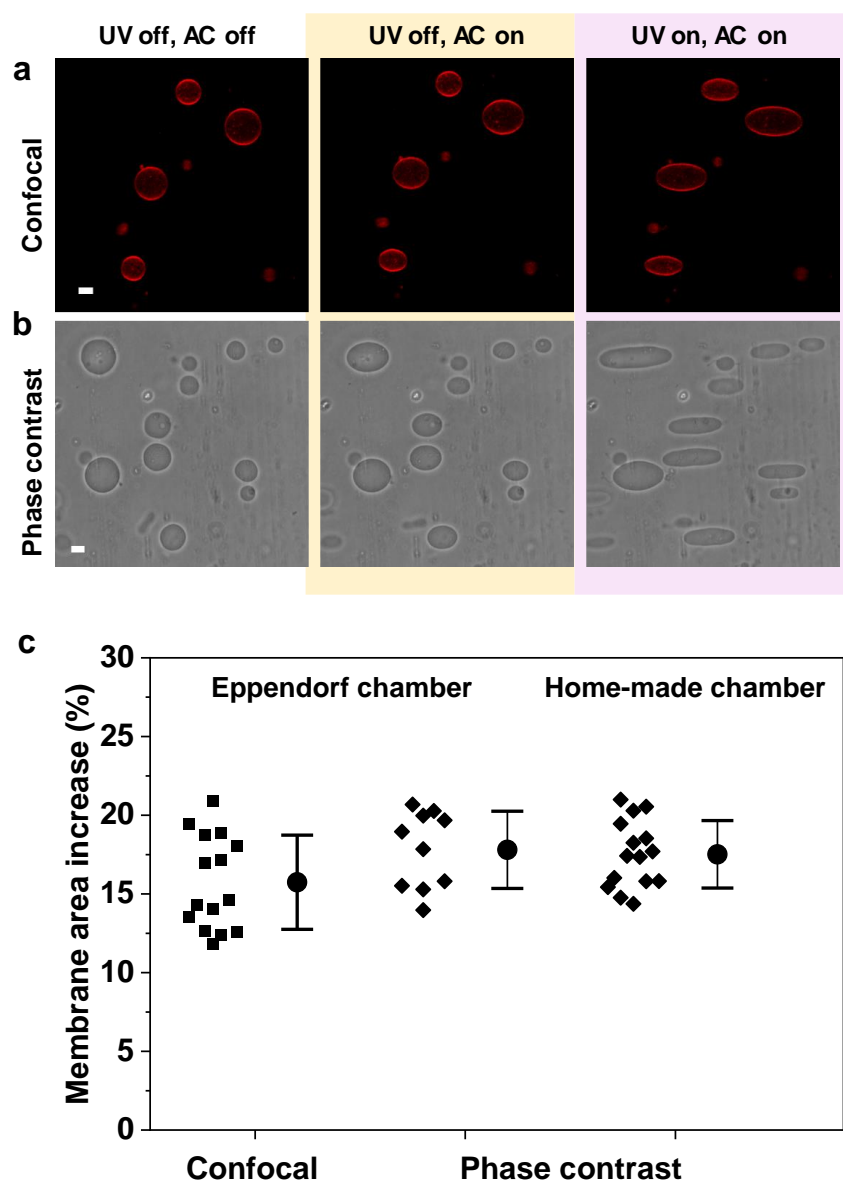 UV off, AC off
UV off, AC on
UV on, AC on
a
Confocal
b
Phase contrast
c
Membrane area increase (%)
30
25
20
15
10
5
0
Eppendorf chamber
Home-made chamber
Confocal
Phase contrast